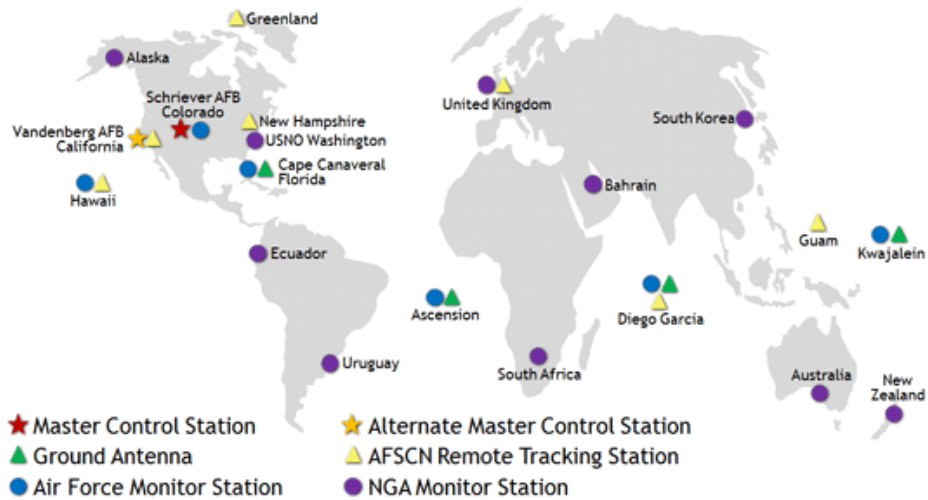 Greenland
Alaska
Schriever AFB
Colorado
United Kingdom
New Hampshire
South Korea
Vandenberg AFB
California
USNO Washington
Cape Canaveral
Florida
Bahrain
Hawaii
Guam
Kwajalein
Ecuador
Ascension
Diego Garcia
Uruguay
South Africa
Australia
New
Zealand
Master Control Station
Alternate Master Control Station
Ground Antenna
AFSCN Remote Tracking Station
Air Force Monitor Station
NGA Monitor Station